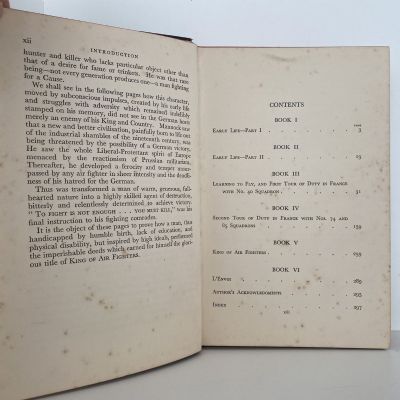 xii
INTRODUCTION
hunter and killer who lacks particular object other than
that of a desire for fame or trinkets. He was that rare
being—not every generation produces one—a man fighting
for a Cause.
We shall see in the following pages how this character,
moved by subconscious impulses, created by his early life
and struggles with adversity which remained indelibly
stamped on his memory, did not see in the German born
merely an enemy of his King and Country. Mannock saw
that a new and better civilisation, painfully born to life out
of the industrial shambles of the nineteenth century, was
being threatened by the possibility of a German victory.
He saw the whole Liberal-Protestant spirit of Europe
menaced by the reactionism of Prussian militarism.
Thereafter, he developed a ferocity and temper unsur-
passed by any air fighter in sheer intensity and the deadli-
ness of his hatred for the German.
Thus was transformed a man of warm, generous, full-
hearted nature into a highly skilled agent of destruction,
bitterly and relentlessly determined to achieve victory.
"TO FIGHT IS NOT ENOUGH . . . YOU MUST KILL," was his
final instruction to his fighting comrades.
It is the object of these pages to prove how a man, thus
handicapped by humble birth, lack of education, and
physical disability, but inspired by high ideals, performed
the imperishable deeds which earned for himself the glorious
title of KING OF AIR FIGHTERS.
CONTENTS
BOOK I
PAGE
EARLY LIFE—PART I . . . . 3
BOOK II
EARLY LIFE—PART II . . . . 19
BOOK III
LEARNING TO FLY, AND FIRST TOUR OF DUTY IN FRANCE
WITH NO. 40 SQUADRON . . . . 51
BOOK IV
SECOND TOUR OF DUTY IN FRANCE WITH NOS. 74 AND
85 SQUADRONS . . . . 159
BOOK V
KING OF AIR FIGHTERS . . . . 255
BOOK VI
L'ENVOI . . . . 289
AUTHOR'S ACKNOWLEDGMENTS . . . . 295
INDEX . . . . 297
xiii